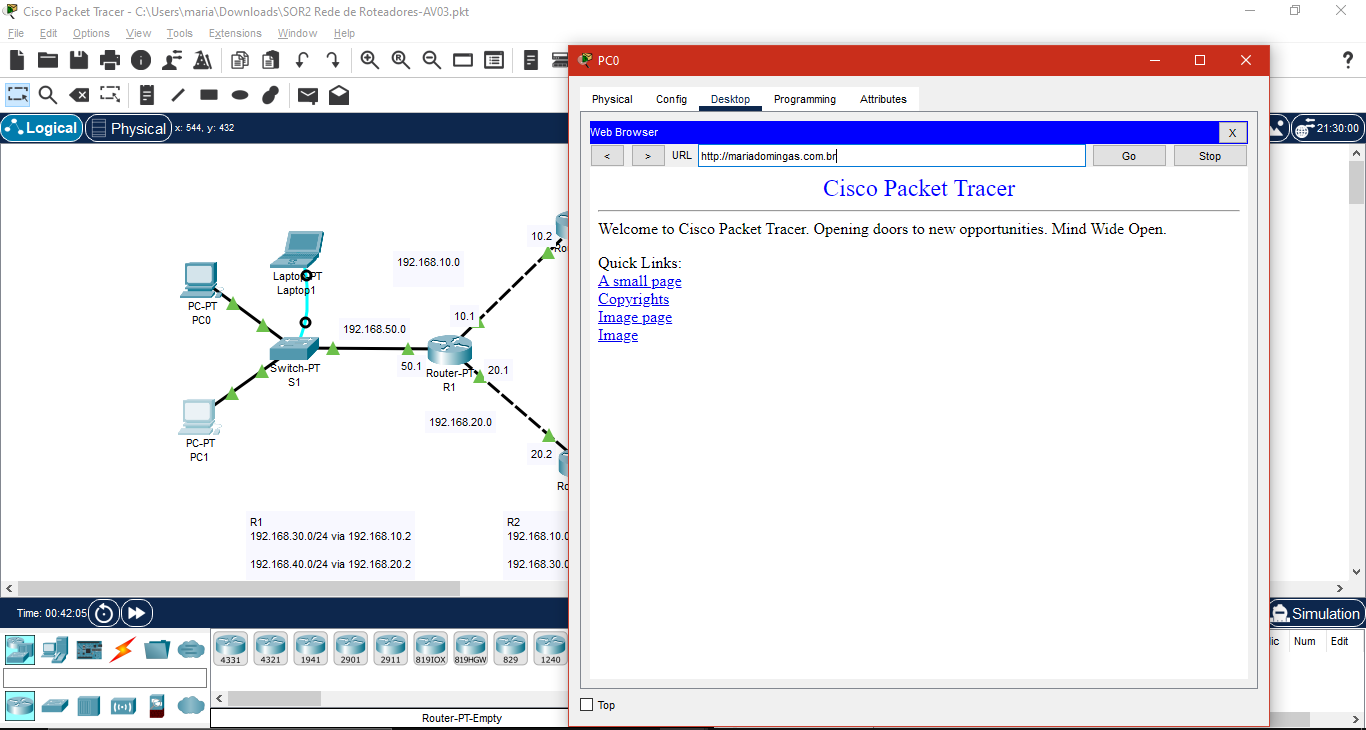 Cisco Packet Tracer - C:\Users\maria\Downloads\SOR2 Rede de Roteadores-AV03.pkt
File Edit Options View Tools Extensions Window Help
Logical Physical x: 544, y: 432
21:30:00
PC0
Physical Config Desktop Programming Attributes
Web Browser X
< > URL http://mariadomingas.com.br Go Stop
Cisco Packet Tracer
Welcome to Cisco Packet Tracer. Opening doors to new opportunities. Mind Wide Open.
Quick Links:
A small page
Copyrights
Image page
Image
Top
10.2
192.168.10.0
Laptop-PT
Laptop1
PC-PT
PC0
10.1
192.168.50.0
50.1
Router-PT
R1
20.1
Switch-PT
S1
192.168.20.0
PC-PT
PC1
20.2
Ro
R1
192.168.30.0/24 via 192.168.10.2
192.168.40.0/24 via 192.168.20.2
R2
192.168.10.0
192.168.30.0
Time: 00:42:05
Simulation
ic Num Edit
4331 4321 1941 2901 2911 819IOX 819HGW 829 1240
Router-PT-Empty